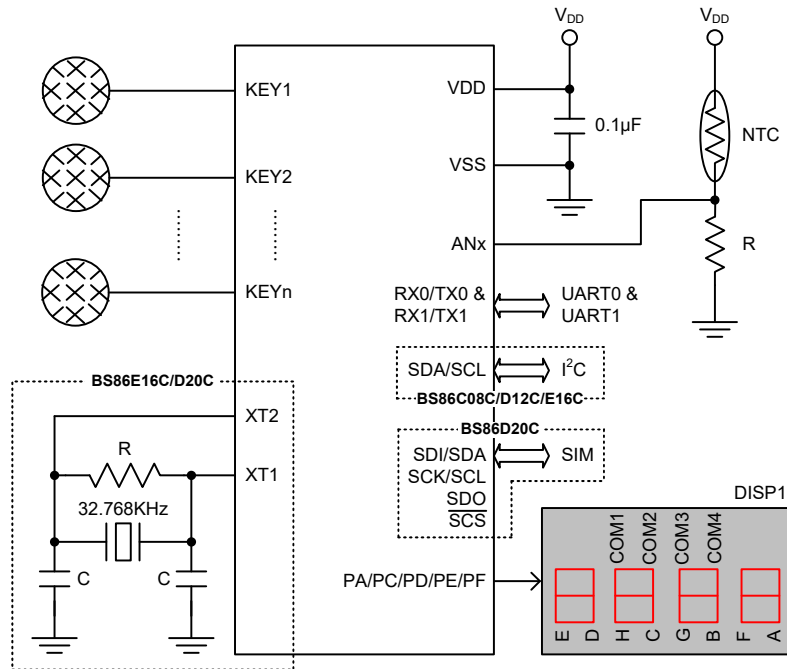 VDD
VDD
KEY1
VDD
0.1µF
NTC
KEY2
VSS
ANx
R
KEYn
RX0/TX0 &
RX1/TX1
UART0 &
UART1
SDA/SCL
I²C
BS86C08C/D12C/E16C
BS86E16C/D20C
XT2
R
XT1
32.768KHz
C
C
BS86D20C
SDI/SDA
SCK/SCL
SDO
SCS
SIM
PA/PC/PD/PE/PF
DISP1
COM1
COM2
COM3
COM4
E
D
H
C
G
B
F
A